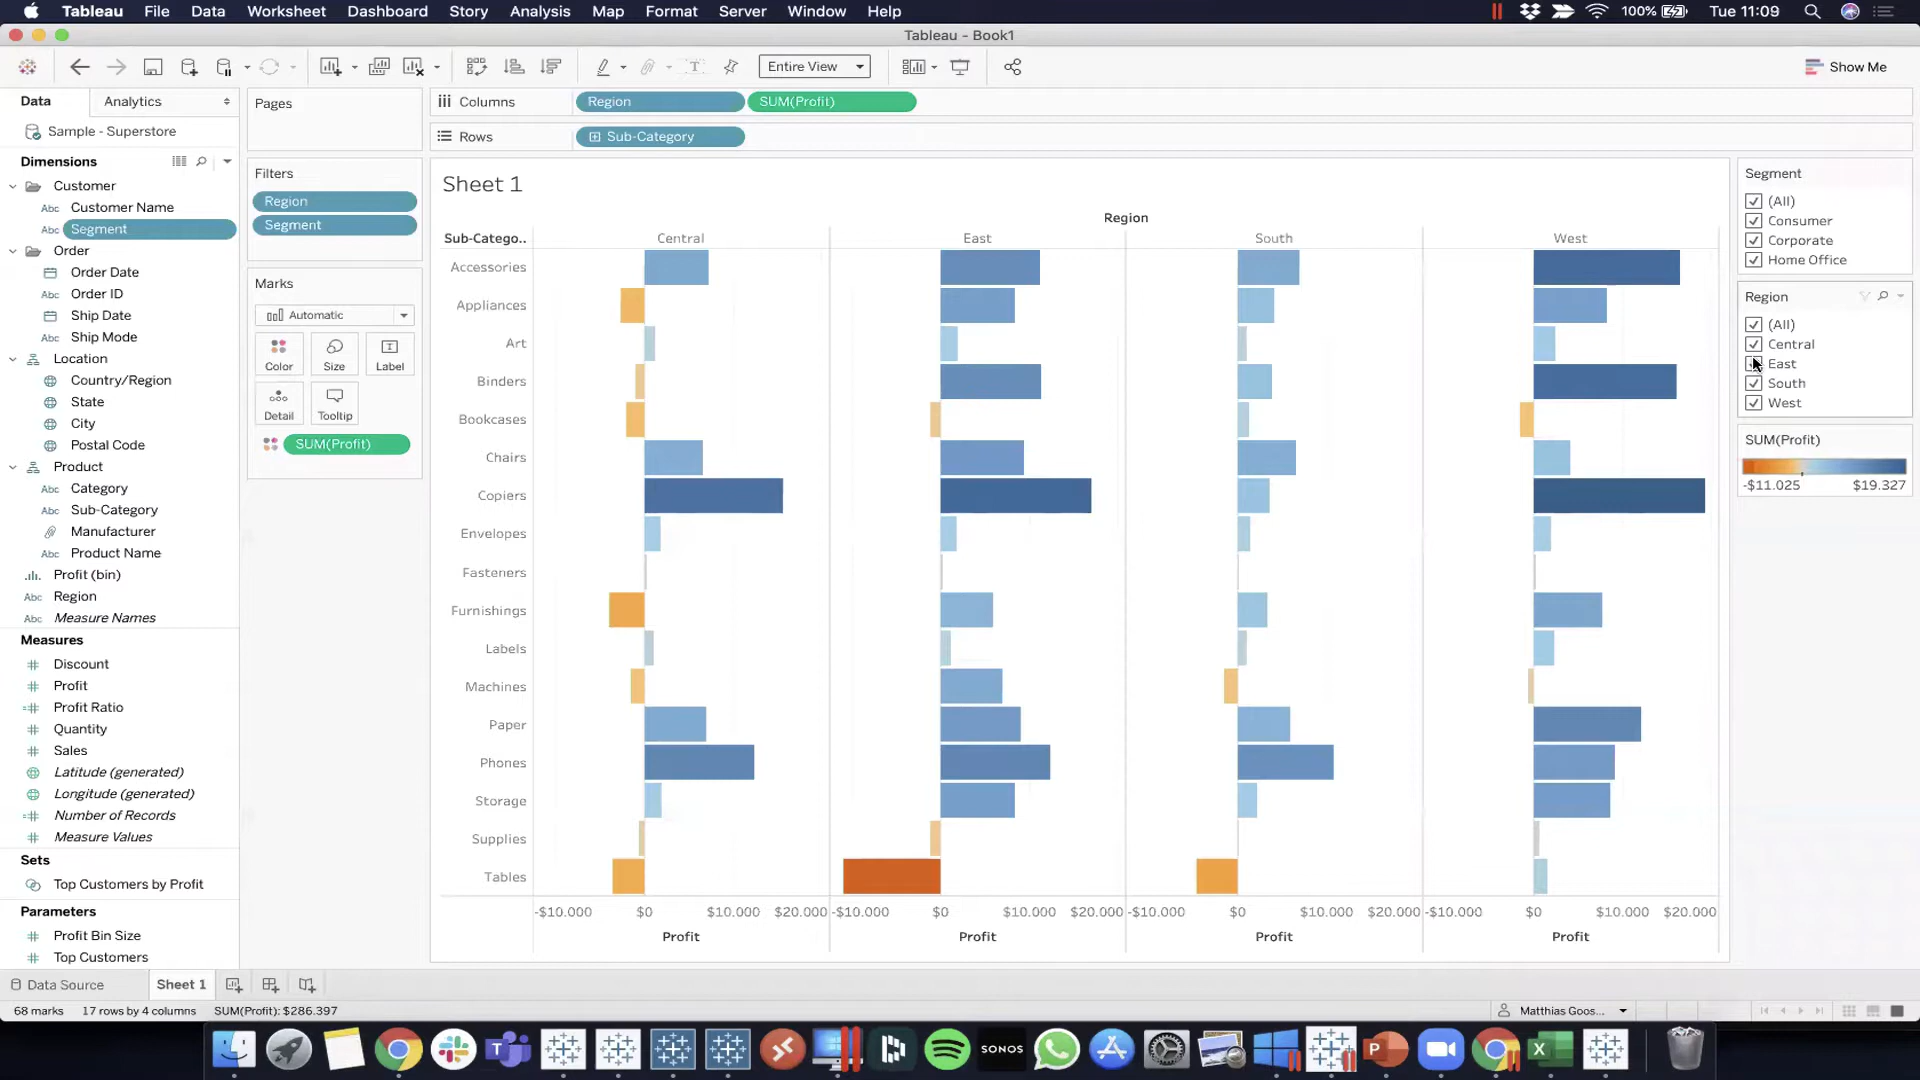 Tableau File Data Worksheet Dashboard Story Analysis Map Format Server Window Help 100% Tue 11:09
Tableau - Book1
Entire View Show Me
Data Analytics
Sample - Superstore
Dimensions
Customer
Abc Customer Name
Abc Segment
Order
Order Date
Abc Order ID
Ship Date
Abc Ship Mode
Location
Country/Region
State
City
Postal Code
Product
Abc Category
Abc Sub-Category
Manufacturer
Abc Product Name
Profit (bin)
Abc Region
Abc Measure Names
Measures
Discount
Profit
Profit Ratio
Quantity
Sales
Latitude (generated)
Longitude (generated)
Number of Records
Measure Values
Sets
Top Customers by Profit
Parameters
Profit Bin Size
Top Customers
Pages
Filters
Region
Segment
Marks
Automatic
Color Size Label
Detail Tooltip
SUM(Profit)
Columns Region SUM(Profit)
Rows Sub-Category
Sheet 1
Region
Sub-Catego.. Central East South West
Accessories
Appliances
Art
Binders
Bookcases
Chairs
Copiers
Envelopes
Fasteners
Furnishings
Labels
Machines
Paper
Phones
Storage
Supplies
Tables
-$10.000 $0 $10.000 $20.000 -$10.000 $0 $10.000 $20.000 -$10.000 $0 $10.000 $20.000 -$10.000 $0 $10.000 $20.000
Profit Profit Profit Profit
Segment
(All)
Consumer
Corporate
Home Office
Region
(All)
Central
East
South
West
SUM(Profit)
-$11.025 $19.327
Data Source Sheet 1
68 marks 17 rows by 4 columns SUM(Profit): $286.397 Matthias Goos...
SONOS